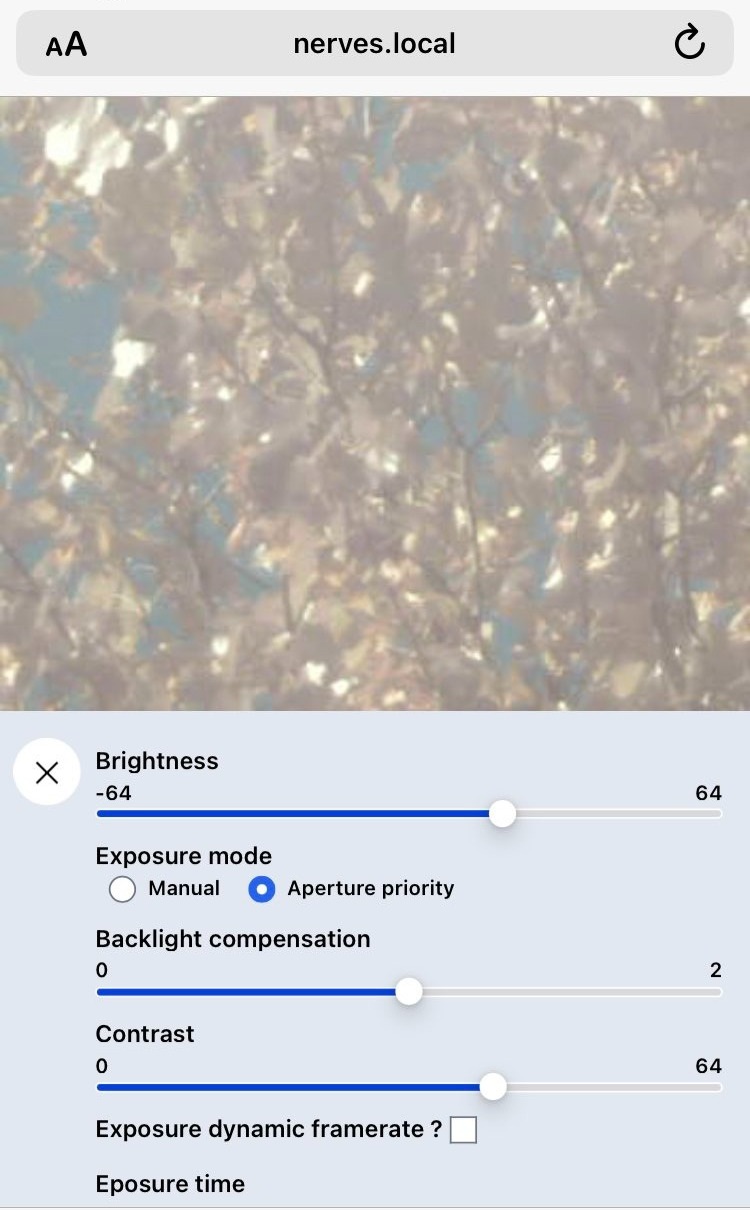 AA nerves.local
Brightness
-64 64
Exposure mode
Manual Aperture priority
Backlight compensation
0 2
Contrast
0 64
Exposure dynamic framerate ?
Eposure time